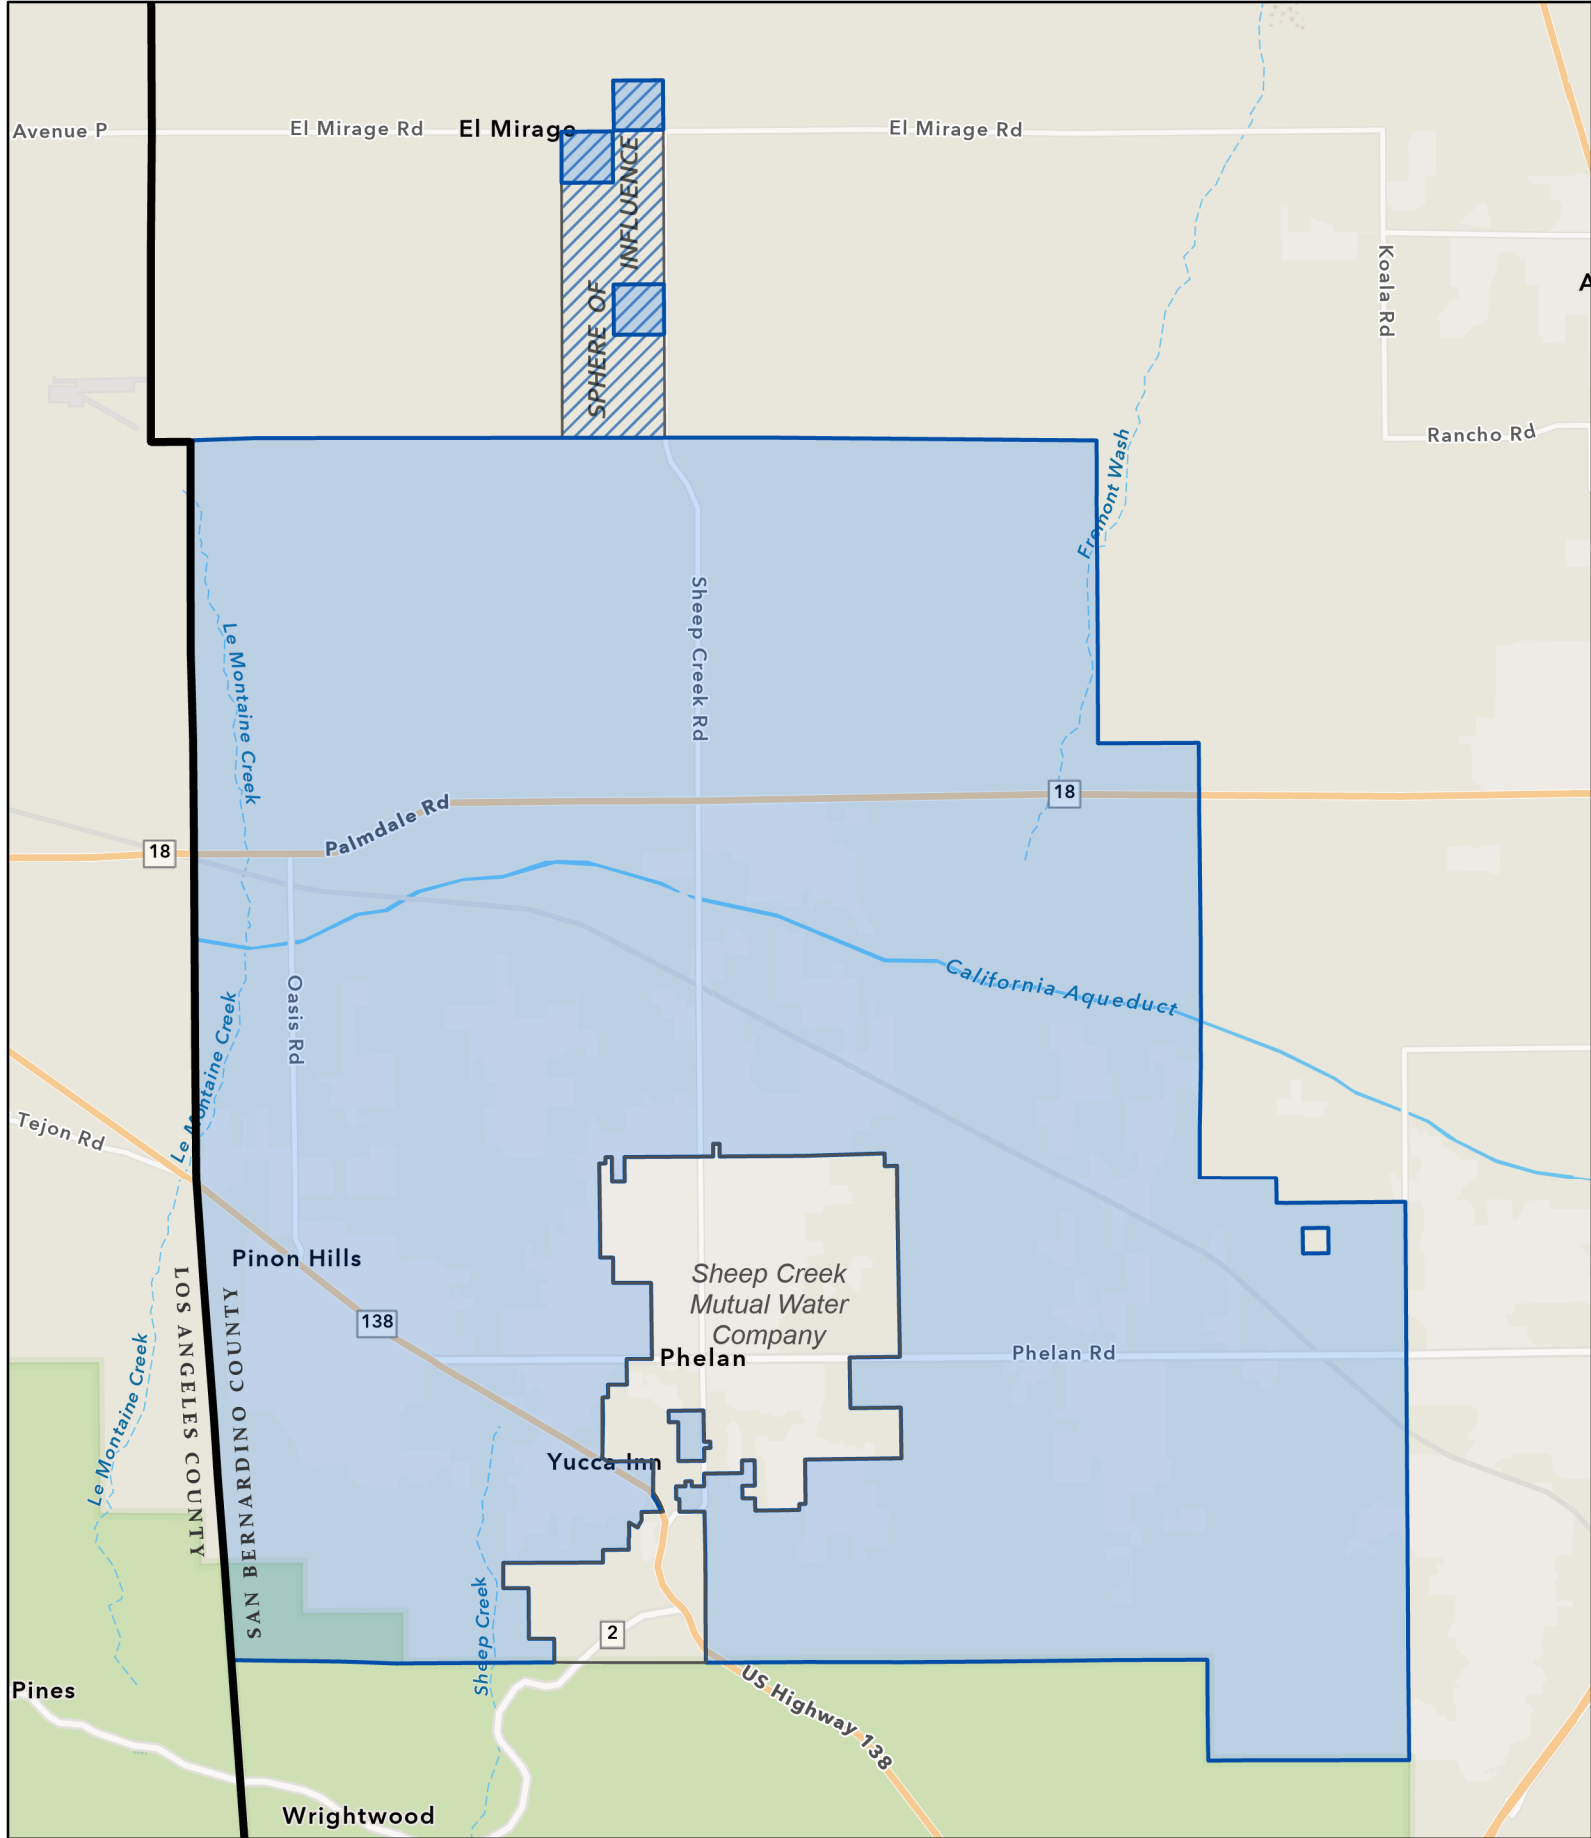 Avenue P
El Mirage Rd
El Mirage
El Mirage Rd
SPHERE OF
INFLUENCE
Koala Rd
A
Rancho Rd
Fremont Wash
Le Montaine Creek
Sheep Creek Rd
Palmdale Rd
18
18
California Aqueduct
Oasis Rd
Le Montaine Creek
Tejon Rd
Pinon Hills
Sheep Creek
Mutual Water
Company
138
Phelan
Phelan Rd
LOS ANGELES COUNTY
SAN BERNARDINO COUNTY
Le Montaine Creek
Yucca Inn
Sheep Creek
2
Pines
US Highway 138
Wrightwood